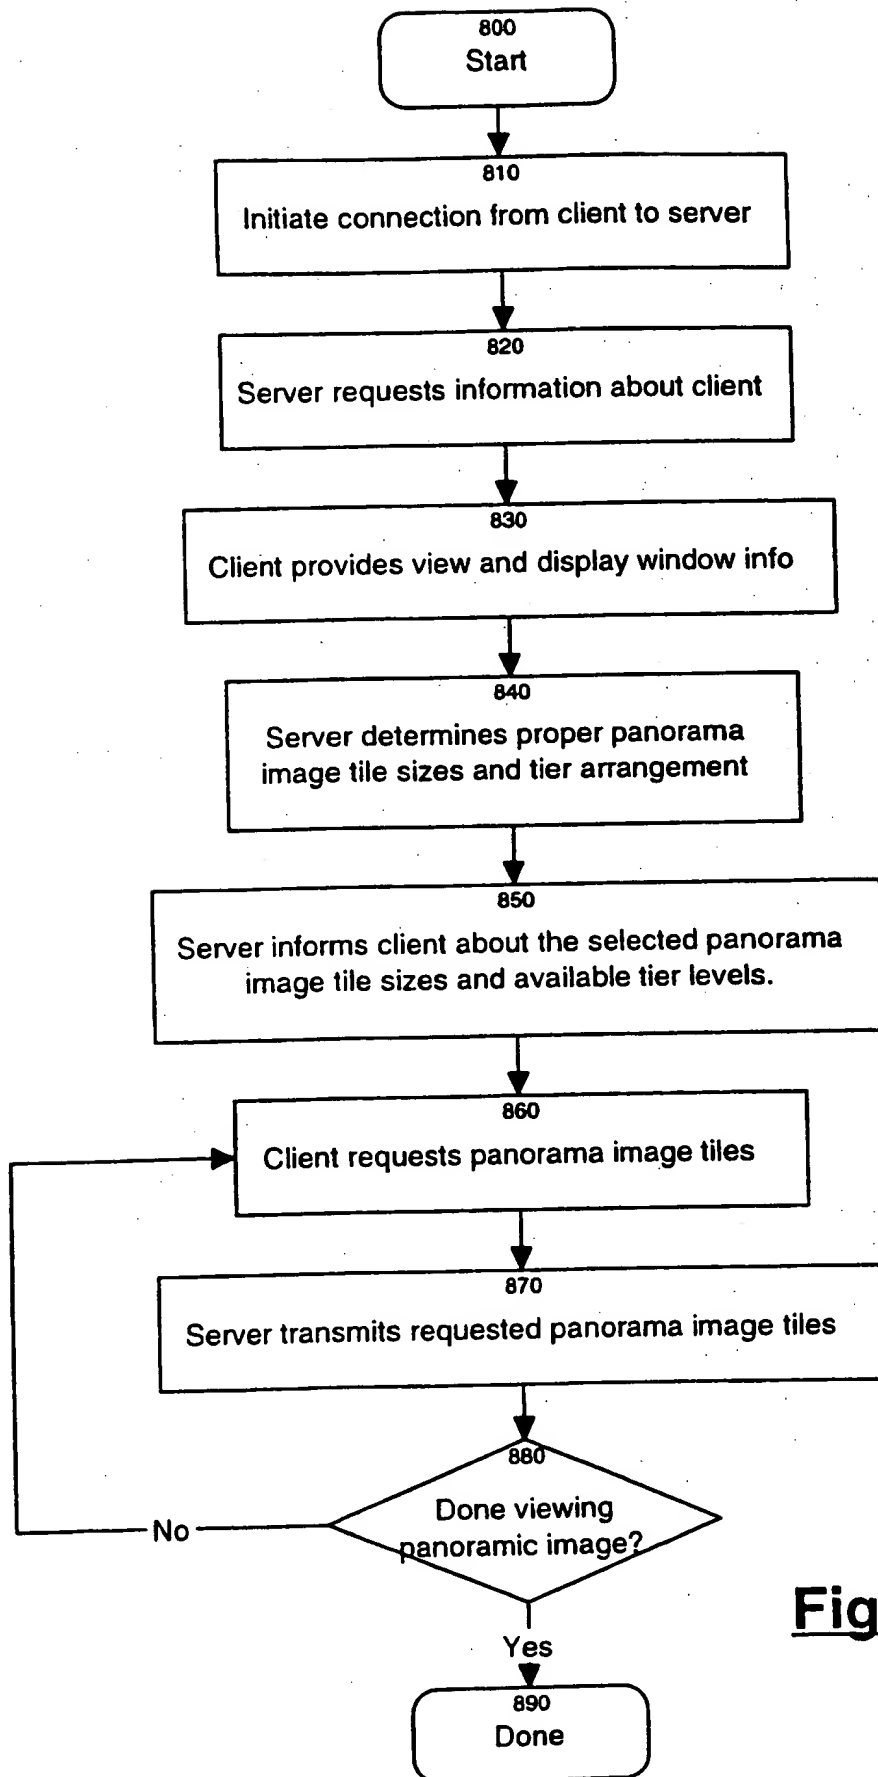 800
Start
810
Initiate connection from client to server
820
Server requests information about client
830
Client provides view and display window info
840
Server determines proper panorama
image tile sizes and tier arrangement
850
Server informs client about the selected panorama
image tile sizes and available tier levels.
860
Client requests panorama image tiles
870
Server transmits requested panorama image tiles
880
Done viewing
panoramic image?
No
Fig
Yes
890
Done